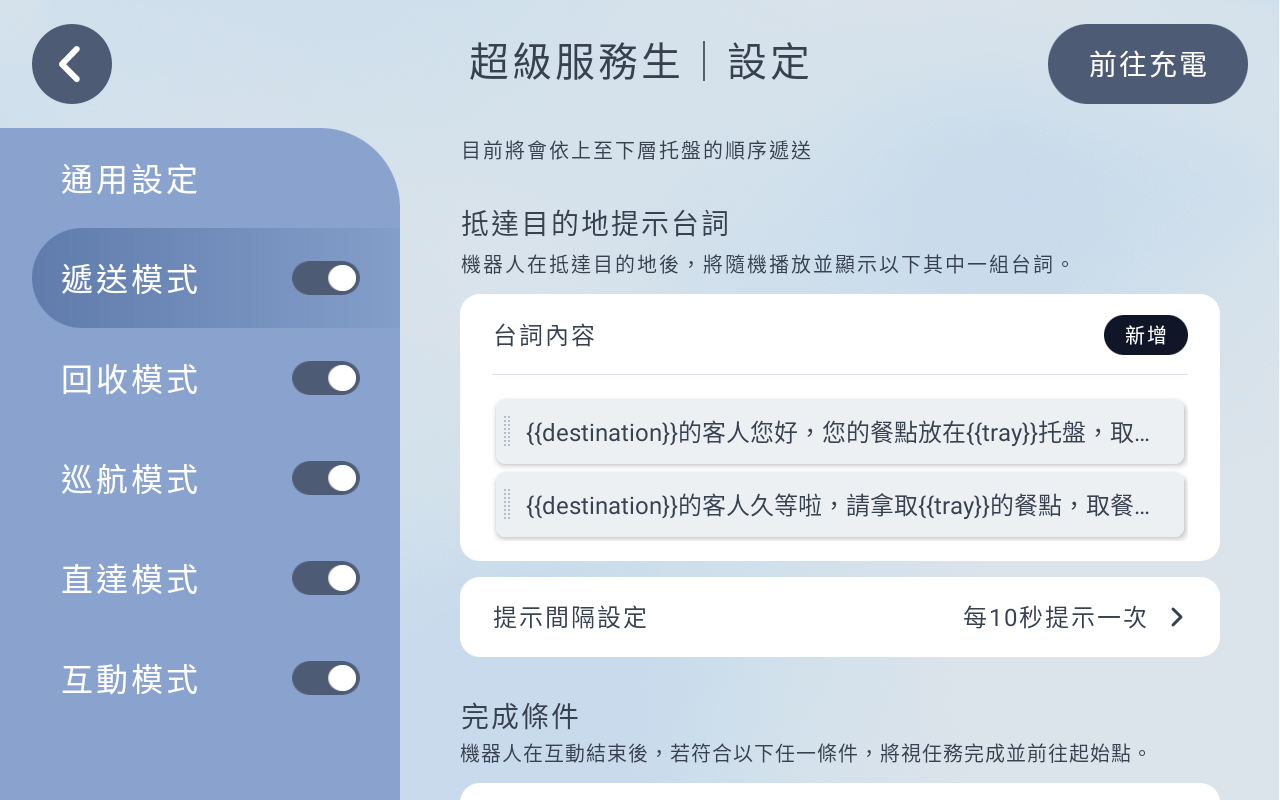 超級服務生｜設定
前往充電
通用設定
遞送模式
回收模式
巡航模式
直達模式
互動模式
目前將會依上至下層托盤的順序遞送
抵達目的地提示台詞
機器人在抵達目的地後，將隨機播放並顯示以下其中一組台詞。
台詞內容
新增
{{destination}}的客人您好，您的餐點放在{{tray}}托盤，取...
{{destination}}的客人久等啦，請拿取{{tray}}的餐點，取餐...
提示間隔設定
每10秒提示一次
完成條件
機器人在互動結束後，若符合以下任一條件，將視任務完成並前往起始點。